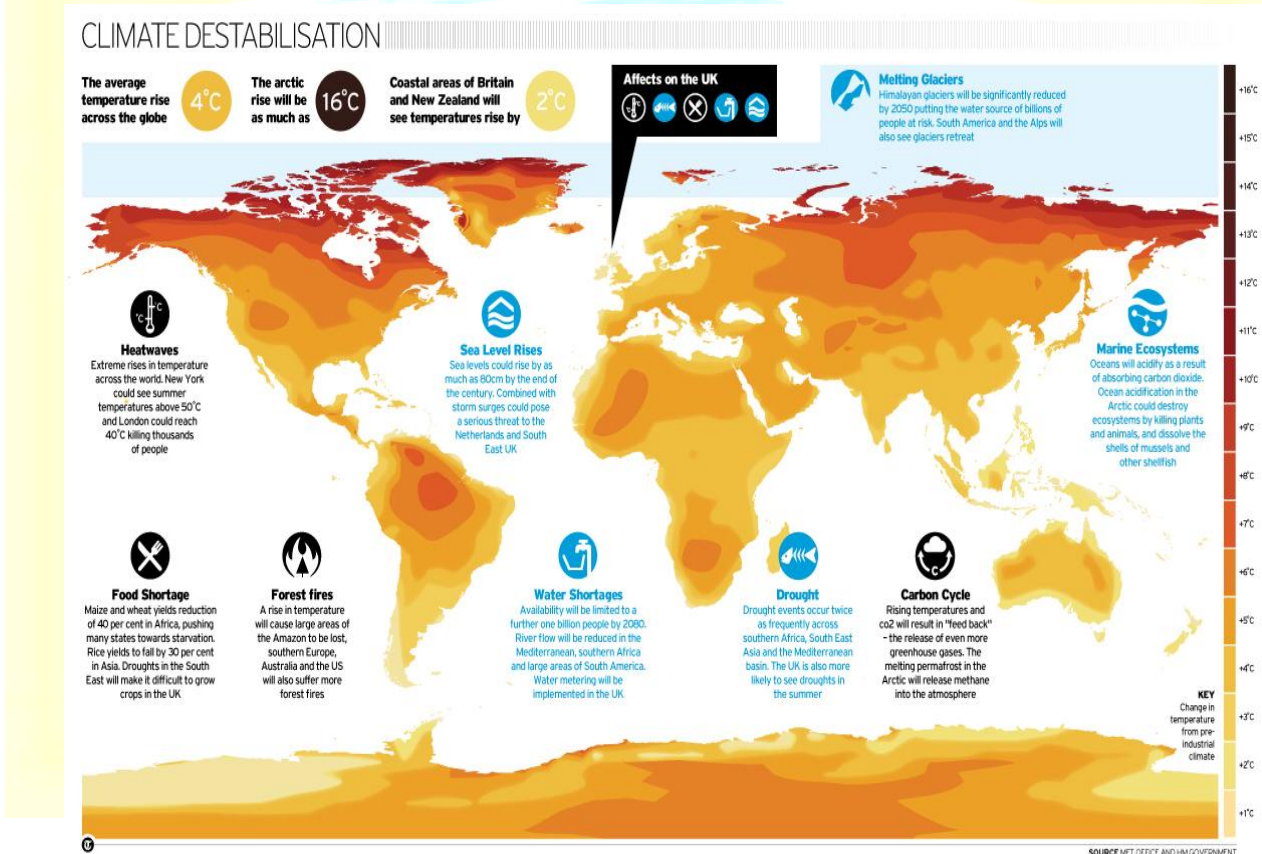 CLIMATE DESTABILISATION
The average
temperature rise
across the globe
4°C
The arctic
rise will be
as much as
16°C
Coastal areas of Britain
and New Zealand will
see temperatures rise by
2°C
Affects on the UK
Melting Glaciers
Himalayan glaciers will be significantly reduced
by 2050 putting the water source of billions of
people at risk. South America and the Alps will
also see glaciers retreat
°C
°C
Heatwaves
Extreme rises in temperature
across the world. New York
could see summer
temperatures above 50°C
and London could reach
40°C killing thousands
of people
Sea Level Rises
Sea levels could rise by as
much as 80cm by the end of
the century. Combined with
storm surges could pose
a serious threat to the
Netherlands and South
East UK
Marine Ecosystems
Oceans will acidify as a result
of absorbing carbon dioxide.
Ocean acidification in the
Arctic could destroy
ecosystems by killing plants
and animals, and dissolve the
shells of mussels and
other shellfish
Food Shortage
Maize and wheat yields reduction
of 40 per cent in Africa, pushing
many states towards starvation.
Rice yields to fall by 30 per cent
in Asia. Droughts in the South
East will make it difficult to grow
crops in the UK
Forest fires
A rise in temperature
will cause large areas of
the Amazon to be lost,
southern Europe,
Australia and the US
will also suffer more
forest fires
Water Shortages
Availability will be limited to a
further one billion people by 2080.
River flow will be reduced in the
Mediterranean, southern Africa
and large areas of South America.
Water metering will be
implemented in the UK
Drought
Drought events occur twice
as frequently across
southern Africa, South East
Asia and the Mediterranean
basin. The UK is also more
likely to see droughts in
the summer
C
Carbon Cycle
Rising temperatures and
co2 will result in "feed back"
- the release of even more
greenhouse gases. The
melting permafrost in the
Arctic will release methane
into the atmosphere
+16°C
+15°C
+14°C
+13°C
+12°C
+11°C
+10°C
+9°C
+8°C
+7°C
+6°C
+5°C
+4°C
+3°C
+2°C
+1°C
KEY
Change in
temperature
from pre-
industrial
climate
SOURCE MET OFFICE AND HM GOVERNMENT